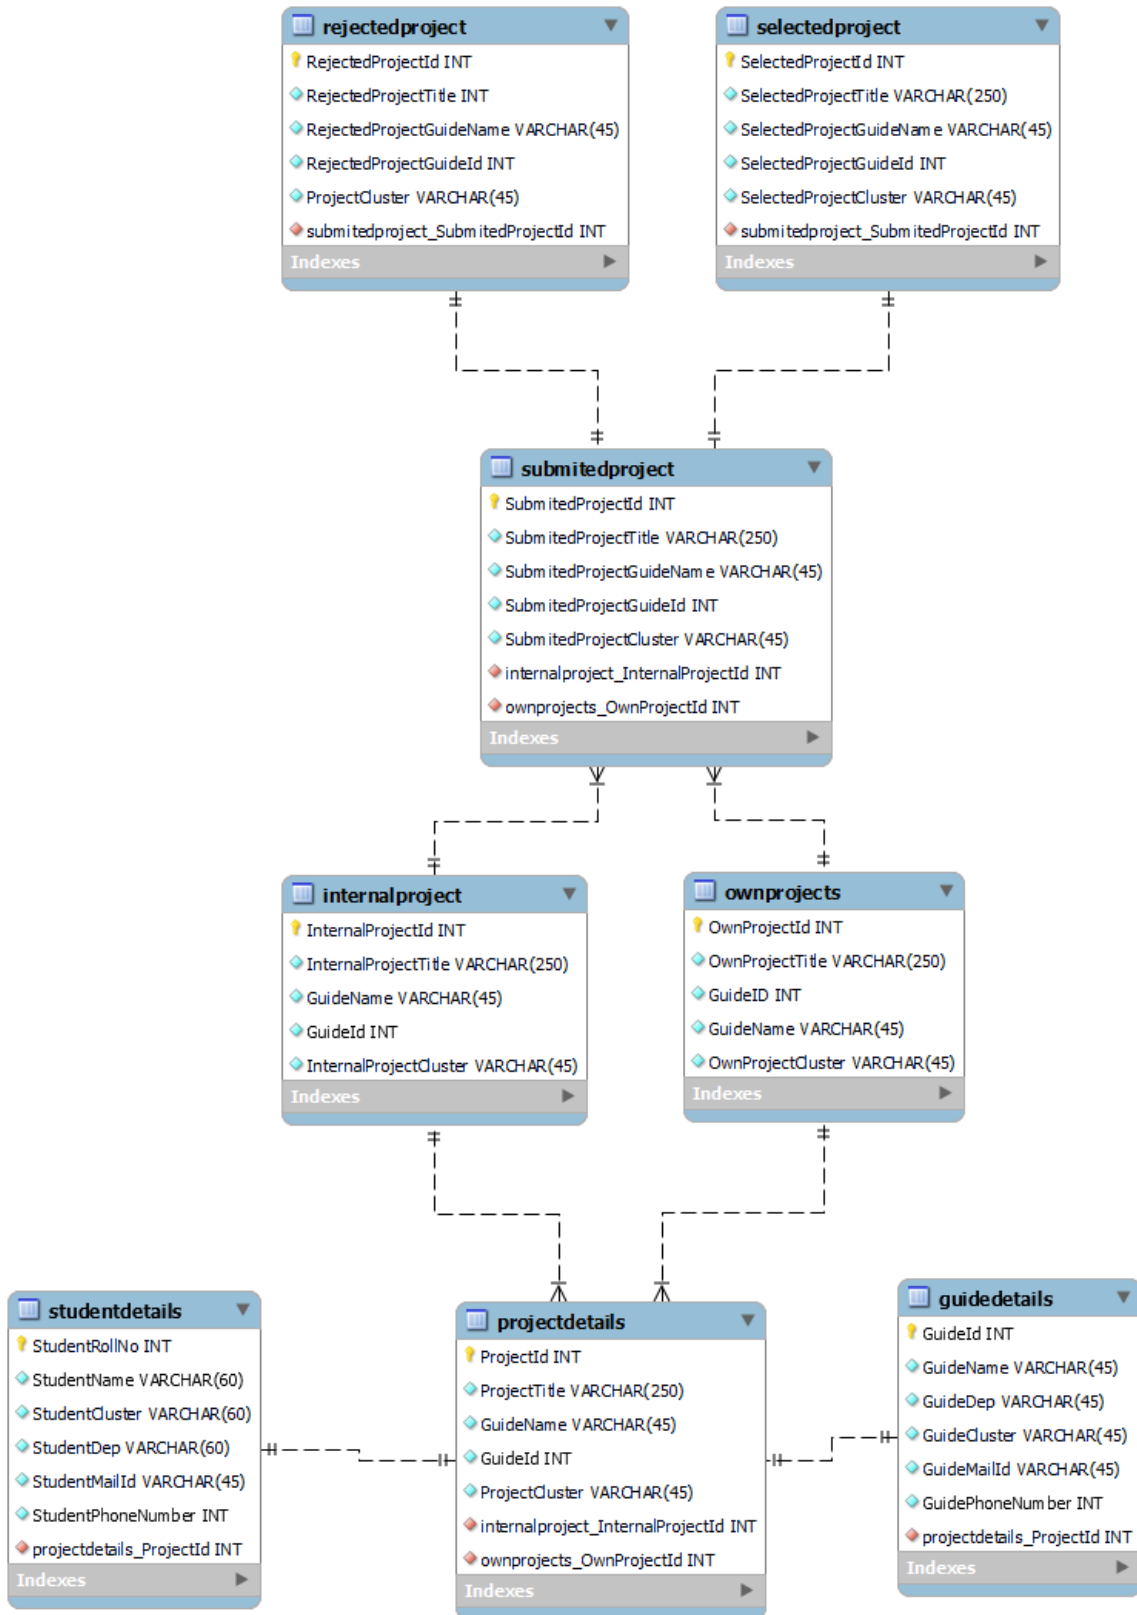 rejectedproject
RejectedProjectId INT
RejectedProjectTitle INT
RejectedProjectGuideName VARCHAR(45)
RejectedProjectGuideId INT
ProjectCluster VARCHAR(45)
submitedproject_SubmitedProjectId INT
Indexes
selectedproject
SelectedProjectId INT
SelectedProjectTitle VARCHAR(250)
SelectedProjectGuideName VARCHAR(45)
SelectedProjectGuideId INT
SelectedProjectCluster VARCHAR(45)
submitedproject_SubmitedProjectId INT
Indexes
submitedproject
SubmitedProjectId INT
SubmitedProjectTitle VARCHAR(250)
SubmitedProjectGuideName VARCHAR(45)
SubmitedProjectGuideId INT
SubmitedProjectCluster VARCHAR(45)
internalproject_InternalProjectId INT
ownprojects_OwnProjectId INT
Indexes
internalproject
InternalProjectId INT
InternalProjectTitle VARCHAR(250)
GuideName VARCHAR(45)
GuideId INT
InternalProjectCluster VARCHAR(45)
Indexes
ownprojects
OwnProjectId INT
OwnProjectTitle VARCHAR(250)
GuideID INT
GuideName VARCHAR(45)
OwnProjectCluster VARCHAR(45)
Indexes
studentdetails
StudentRollNo INT
StudentName VARCHAR(60)
StudentCluster VARCHAR(60)
StudentDep VARCHAR(60)
StudentMailId VARCHAR(45)
StudentPhoneNumber INT
projectdetails_ProjectId INT
Indexes
projectdetails
ProjectId INT
ProjectTitle VARCHAR(250)
GuideName VARCHAR(45)
GuideId INT
ProjectCluster VARCHAR(45)
internalproject_InternalProjectId INT
ownprojects_OwnProjectId INT
Indexes
guidedetails
GuideId INT
GuideName VARCHAR(45)
GuideDep VARCHAR(45)
GuideCluster VARCHAR(45)
GuideMailId VARCHAR(45)
GuidePhoneNumber INT
projectdetails_ProjectId INT
Indexes